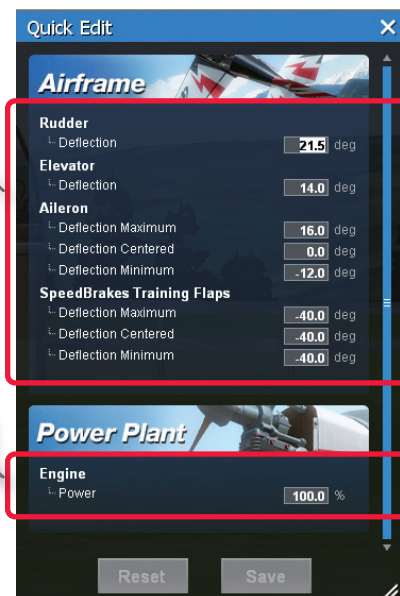 Quick Edit
Airframe
Rudder
Deflection 21.5 deg
Elevator
Deflection 14.0 deg
Aileron
Deflection Maximum 16.0 deg
Deflection Centered 0.0 deg
Deflection Minimum -12.0 deg
SpeedBrakes Training Flaps
Deflection Maximum -40.0 deg
Deflection Centered -40.0 deg
Deflection Minimum -40.0 deg
Power Plant
Engine
Power 100.0 %
Reset Save